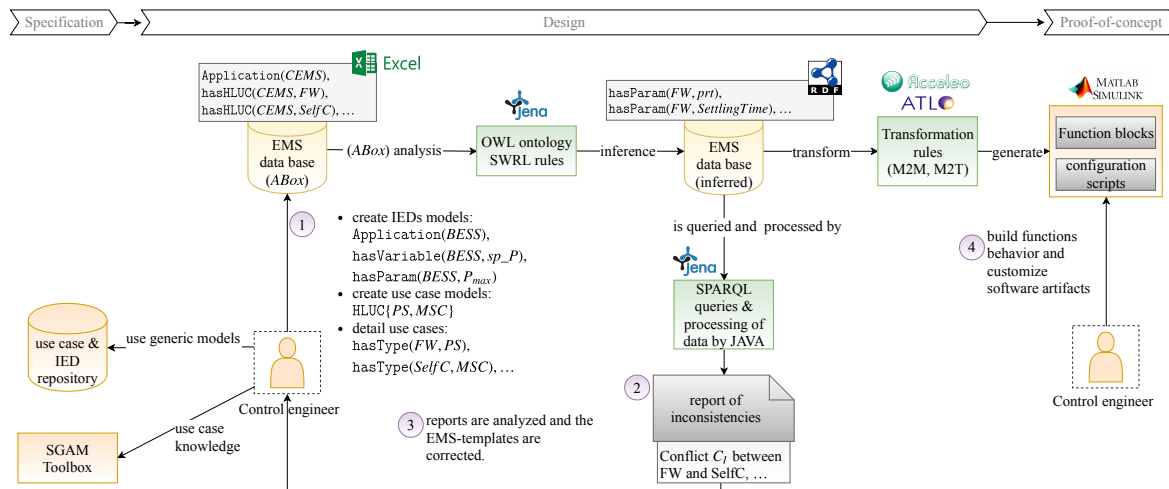 Specification
Design
Proof-of-concept
Excel
Application(CEMS),
hasHLUC(CEMS, FW),
hasHLUC(CEMS, SelfC), …
EMS
data base
(ABox)
(ABox) analysis
jena
OWL ontology
SWRL rules
inference
RDF
hasParam(FW, prt),
hasParam(FW, SettlingTime), …
EMS
data base
(inferred)
transform
Acceleo
ATL
Transformation
rules
(M2M, M2T)
generate
MATLAB
SIMULINK
Function blocks
configuration
scripts
1
• create IEDs models:
Application(BESS),
hasVariable(BESS, sp_P),
hasParam(BESS, Pmax)
• create use case models:
HLUC{PS, MSC}
• detail use cases:
hasType(FW, PS),
hasType(SelfC, MSC), …
is queried and processed by
jena
SPARQL
queries &
processing of
data by JAVA
4
build functions
behavior and
customize
software artifacts
use case &
IED
repository
use generic models
Control engineer
use case
knowledge
SGAM
Toolbox
2
report of
inconsistencies
Conflict CI between
FW and SelfC, …
3
reports are analyzed and the
EMS-templates are
corrected.
Control engineer